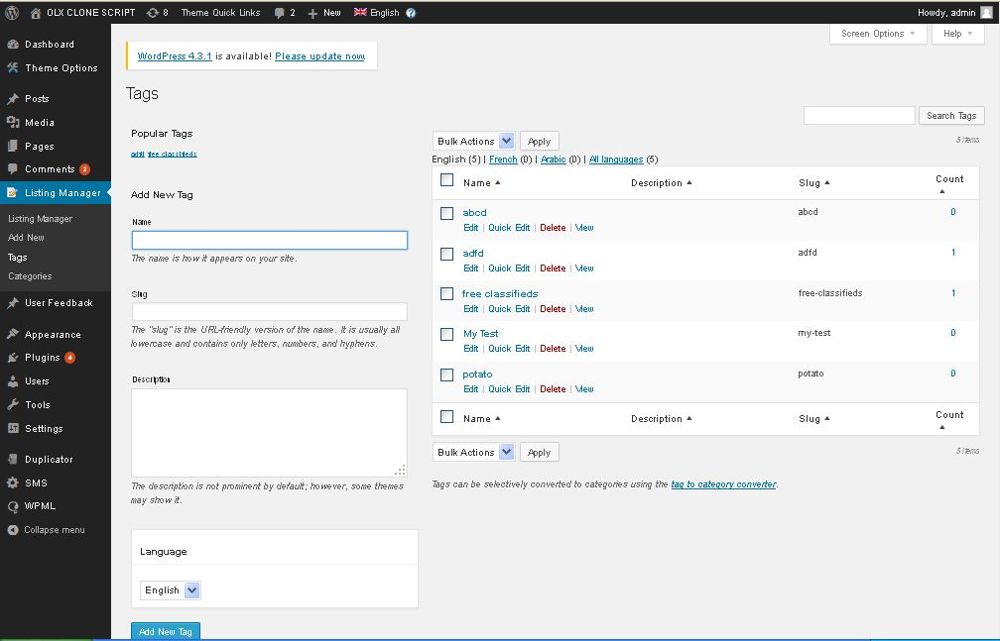 OLX CLONE SCRIPT 8 Theme Quick Links 2 + New English ? Howdy, admin
Screen Options Help
Dashboard
Theme Options
Posts
Media
Pages
Comments 2
Listing Manager
Listing Manager
Add New
Tags
Categories
User Feedback
Appearance
Plugins 4
Users
Tools
Settings
Duplicator
SMS
WPML
Collapse menu
WordPress 4.3.1 is available! Please update now.
Tags
Popular Tags
adfd free classifieds
Add New Tag
Name
The name is how it appears on your site.
Slug
The "slug" is the URL-friendly version of the name. It is usually all
lowercase and contains only letters, numbers, and hyphens.
Description
The description is not prominent by default; however, some themes
may show it.
Language
English
Add New Tag
Search Tags
Bulk Actions Apply 5 items
English (5) | French (0) | Arabic (0) | All languages (5)
Name Description Slug Count
abcd abcd 0
Edit | Quick Edit | Delete | View
adfd adfd 1
Edit | Quick Edit | Delete | View
free classifieds free-classifieds 1
Edit | Quick Edit | Delete | View
My Test my-test 0
Edit | Quick Edit | Delete | View
potato potato 0
Edit | Quick Edit | Delete | View
Name Description Slug Count
Bulk Actions Apply 5 items
Tags can be selectively converted to categories using the tag to category converter.